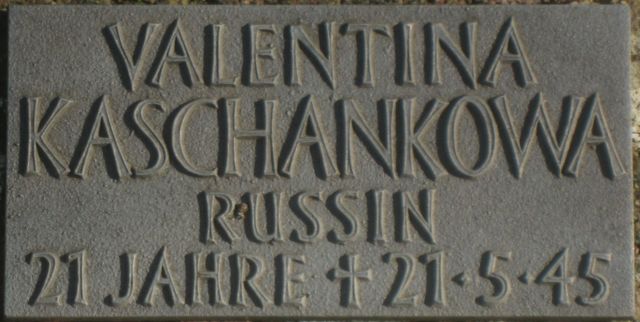 VALENTINA
KASCHANKOWA
RUSSIN
21 JAHRE ✝ 21·5·45